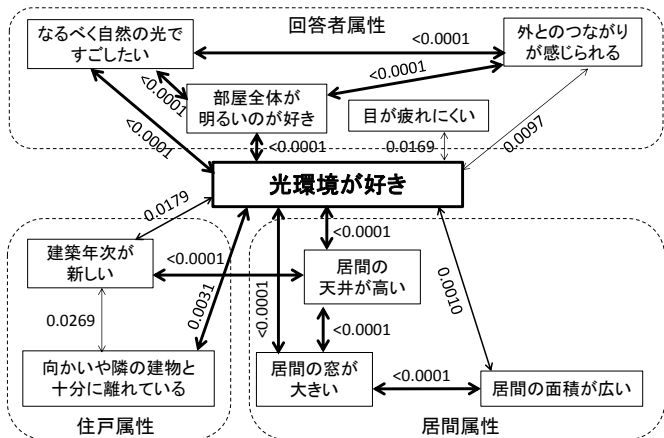 回答者属性
なるべく自然の光で
すごしたい
<0.0001
外とのつながり
が感じられる
<0.0001
<0.0001
部屋全体が
明るいのが好き
目が疲れにくい
<0.0001
<0.0001
0.0169
0.0097
光環境が好き
0.0179
建築年次が
新しい
<0.0001
0.0031
<0.0001
<0.0001
居間の
天井が高い
0.0010
0.0269
<0.0001
向かいや隣の建物と
十分に離れている
居間の窓が
大きい
<0.0001
居間の面積が広い
住戸属性
居間属性